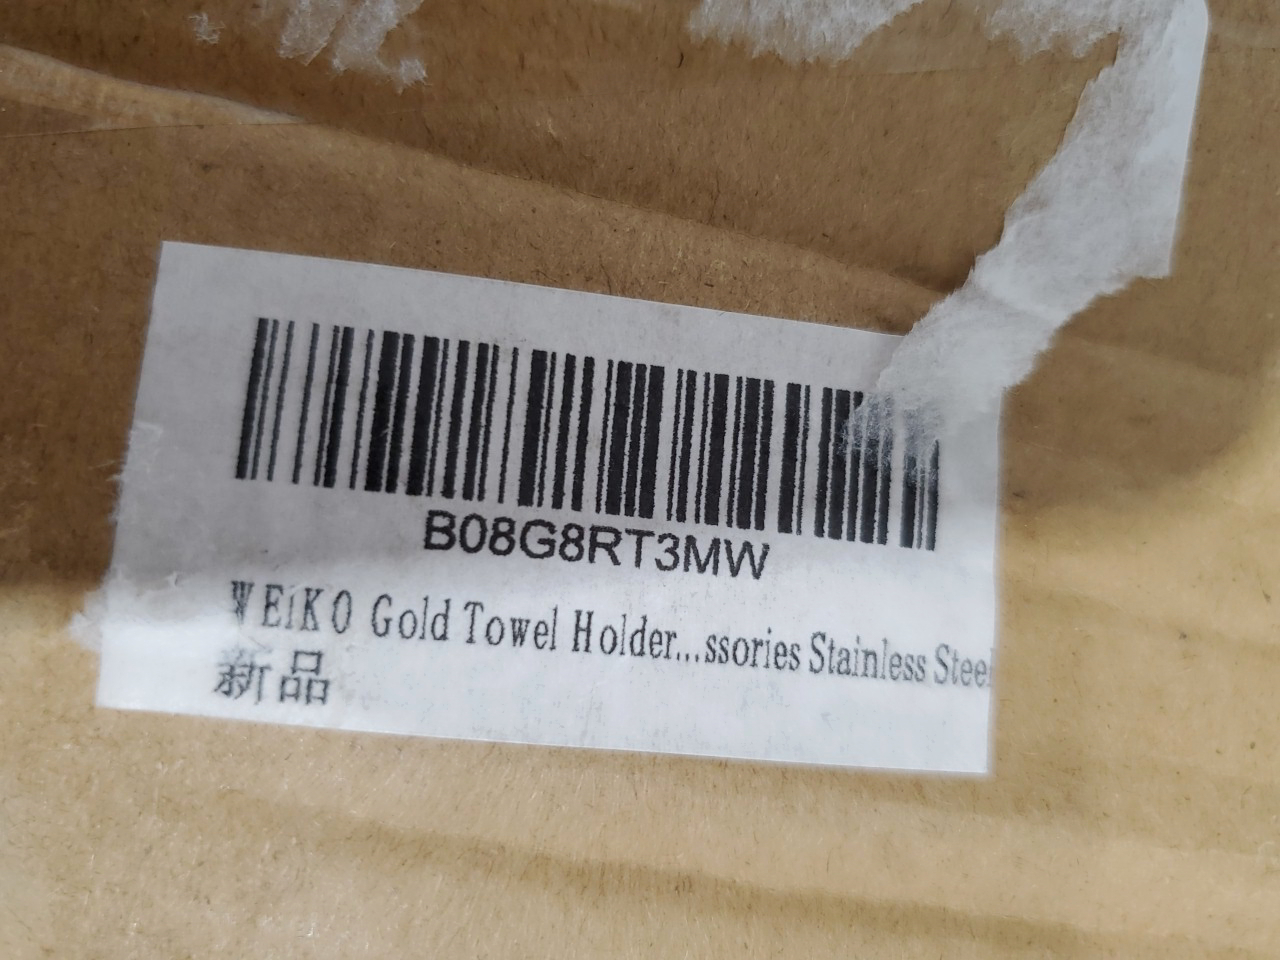 B08G8RT3MW
WEIKO Gold Towel Holder...ssories Stainless Steel
新品